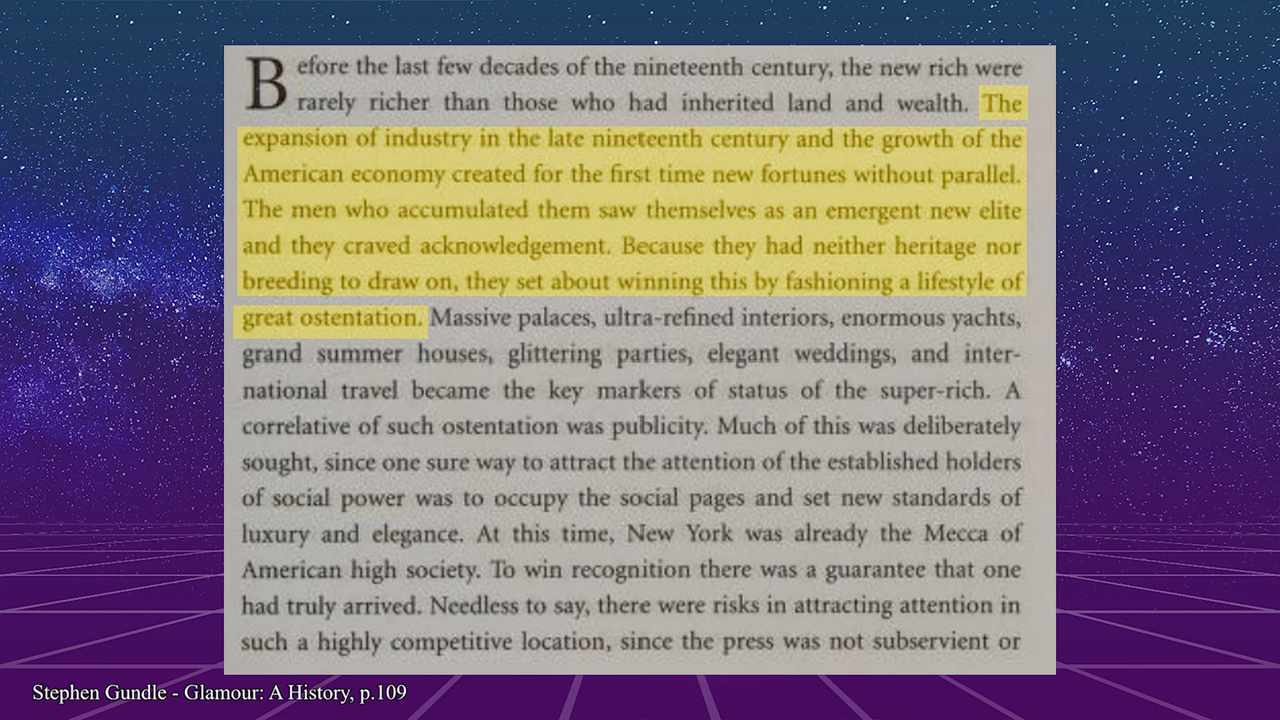 Before the last few decades of the nineteenth century, the new rich were
rarely richer than those who had inherited land and wealth. The
expansion of industry in the late nineteenth century and the growth of the
American economy created for the first time new fortunes without parallel.
The men who accumulated them saw themselves as an emergent new elite
and they craved acknowledgement. Because they had neither heritage nor
breeding to draw on, they set about winning this by fashioning a lifestyle of
great ostentation. Massive palaces, ultra-refined interiors, enormous yachts,
grand summer houses, glittering parties, elegant weddings, and inter-
national travel became the key markers of status of the super-rich. A
correlative of such ostentation was publicity. Much of this was deliberately
sought, since one sure way to attract the attention of the established holders
of social power was to occupy the social pages and set new standards of
luxury and elegance. At this time, New York was already the Mecca of
American high society. To win recognition there was a guarantee that one
had truly arrived. Needless to say, there were risks in attracting attention in
such a highly competitive location, since the press was not subservient or
Stephen Gundle - Glamour: A History, p.109